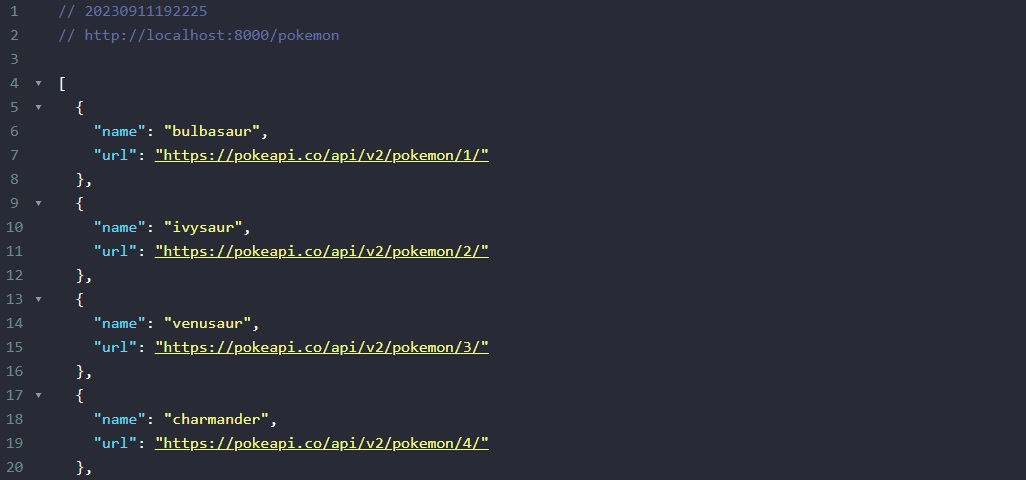 1 // 20230911192225
2 // http://localhost:8000/pokemon
3
4 ▼ [
5 ▼ {
6 "name": "bulbasaur",
7 "url": "https://pokeapi.co/api/v2/pokemon/1/"
8 },
9 ▼ {
10 "name": "ivysaur",
11 "url": "https://pokeapi.co/api/v2/pokemon/2/"
12 },
13 ▼ {
14 "name": "venusaur",
15 "url": "https://pokeapi.co/api/v2/pokemon/3/"
16 },
17 ▼ {
18 "name": "charmander",
19 "url": "https://pokeapi.co/api/v2/pokemon/4/"
20 },